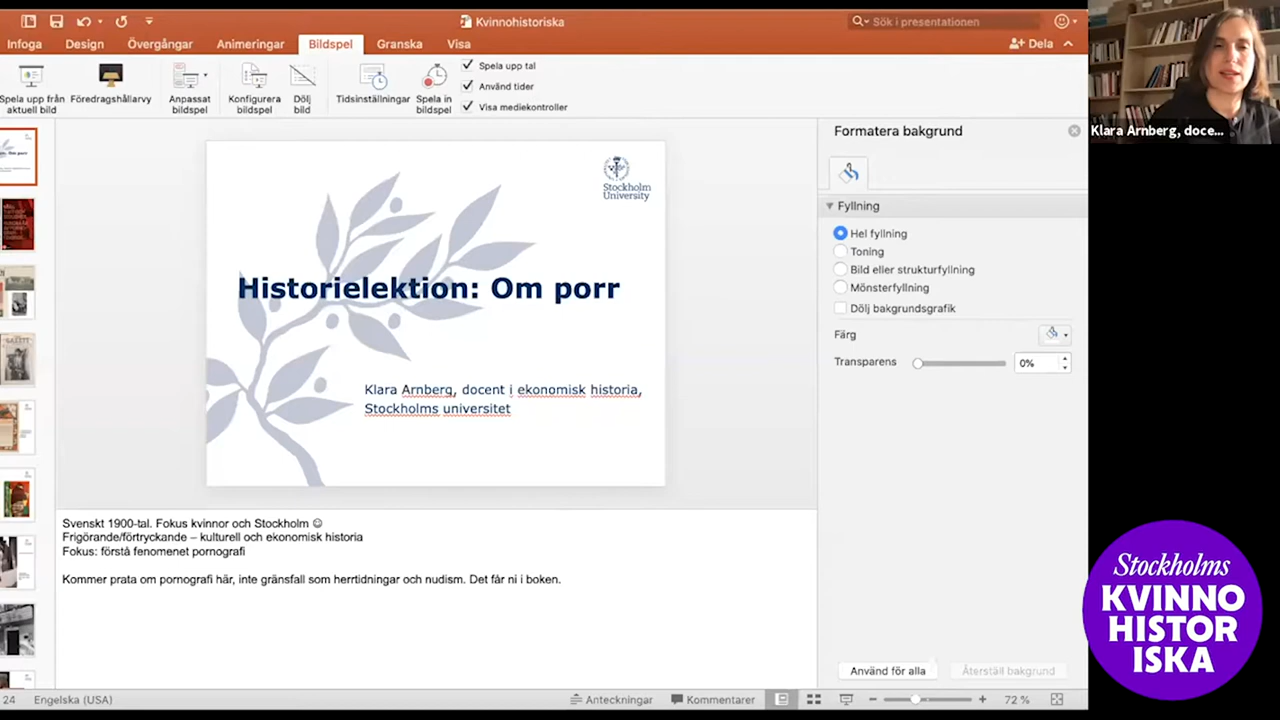 Kvinnohistoriska
Sök i presentationen
Infoga
Design
Övergångar
Animeringar
Bildspel
Granska
Visa
Dela
Spela upp från
aktuell bild
Föredragshållarvy
Anpassat
bildspel
Konfigurera
bildspel
Dölj
bild
Tidsinställningar
Spela in
bildspel
Spela upp tal
Använd tider
Visa mediekontroller
Klara Arnberg, doce...
Stockholm
University
Historielektion: Om porr
Klara Arnberg, docent i ekonomisk historia,
Stockholms universitet
Formatera bakgrund
Fyllning
Hel fyllning
Toning
Bild eller strukturfyllning
Mönsterfyllning
Dölj bakgrundsgrafik
Färg
Transparens
0%
Svenskt 1900-tal. Fokus kvinnor och Stockholm ☺
Frigörande/förtryckande – kulturell och ekonomisk historia
Fokus: förstå fenomenet pornografi
Kommer prata om pornografi här, inte gränsfall som herrtidningar och nudism. Det får ni i boken.
Använd för alla
Återställ bakgrund
24
Engelska (USA)
Anteckningar
Kommentarer
72 %
Stockholms
KVINNO
HISTOR
ISKA